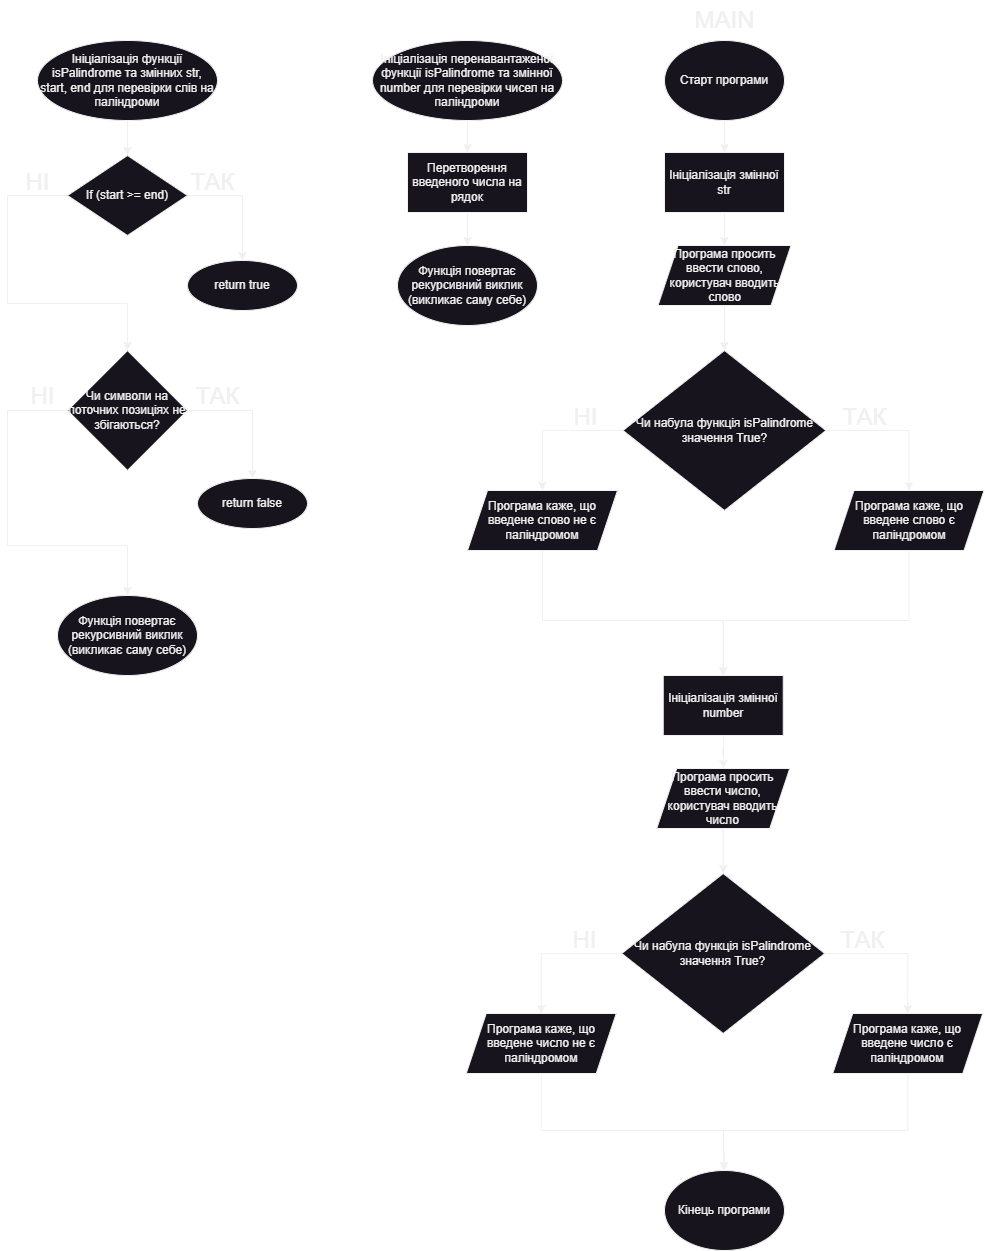 Ініціалізація функції
isPalindrome та змінних str,
start, end для перевірки слів на
паліндроми
If (start >= end)
НІ
ТАК
return true
Чи символи на
поточних позиціях не
збігаються?
НІ
ТАК
return false
Функція повертає
рекурсивний виклик
(викликає саму себе)
Ініціалізація перенавантаженої
функції isPalindrome та змінної
number для перевірки чисел на
паліндроми
Перетворення
введеного числа на
рядок
Функція повертає
рекурсивний виклик
(викликає саму себе)
MAIN
Старт програми
Ініціалізація змінної
str
Програма просить
ввести слово,
користувач вводить
слово
Чи набула функція isPalindrome
значення True?
НІ
ТАК
Програма каже, що
введене слово не є
паліндромом
Програма каже, що
введене слово є
паліндромом
Ініціалізація змінної
number
Програма просить
ввести число,
користувач вводить
число
Чи набула функція isPalindrome
значення True?
НІ
ТАК
Програма каже, що
введене число не є
паліндромом
Програма каже, що
введене число є
паліндромом
Кінець програми